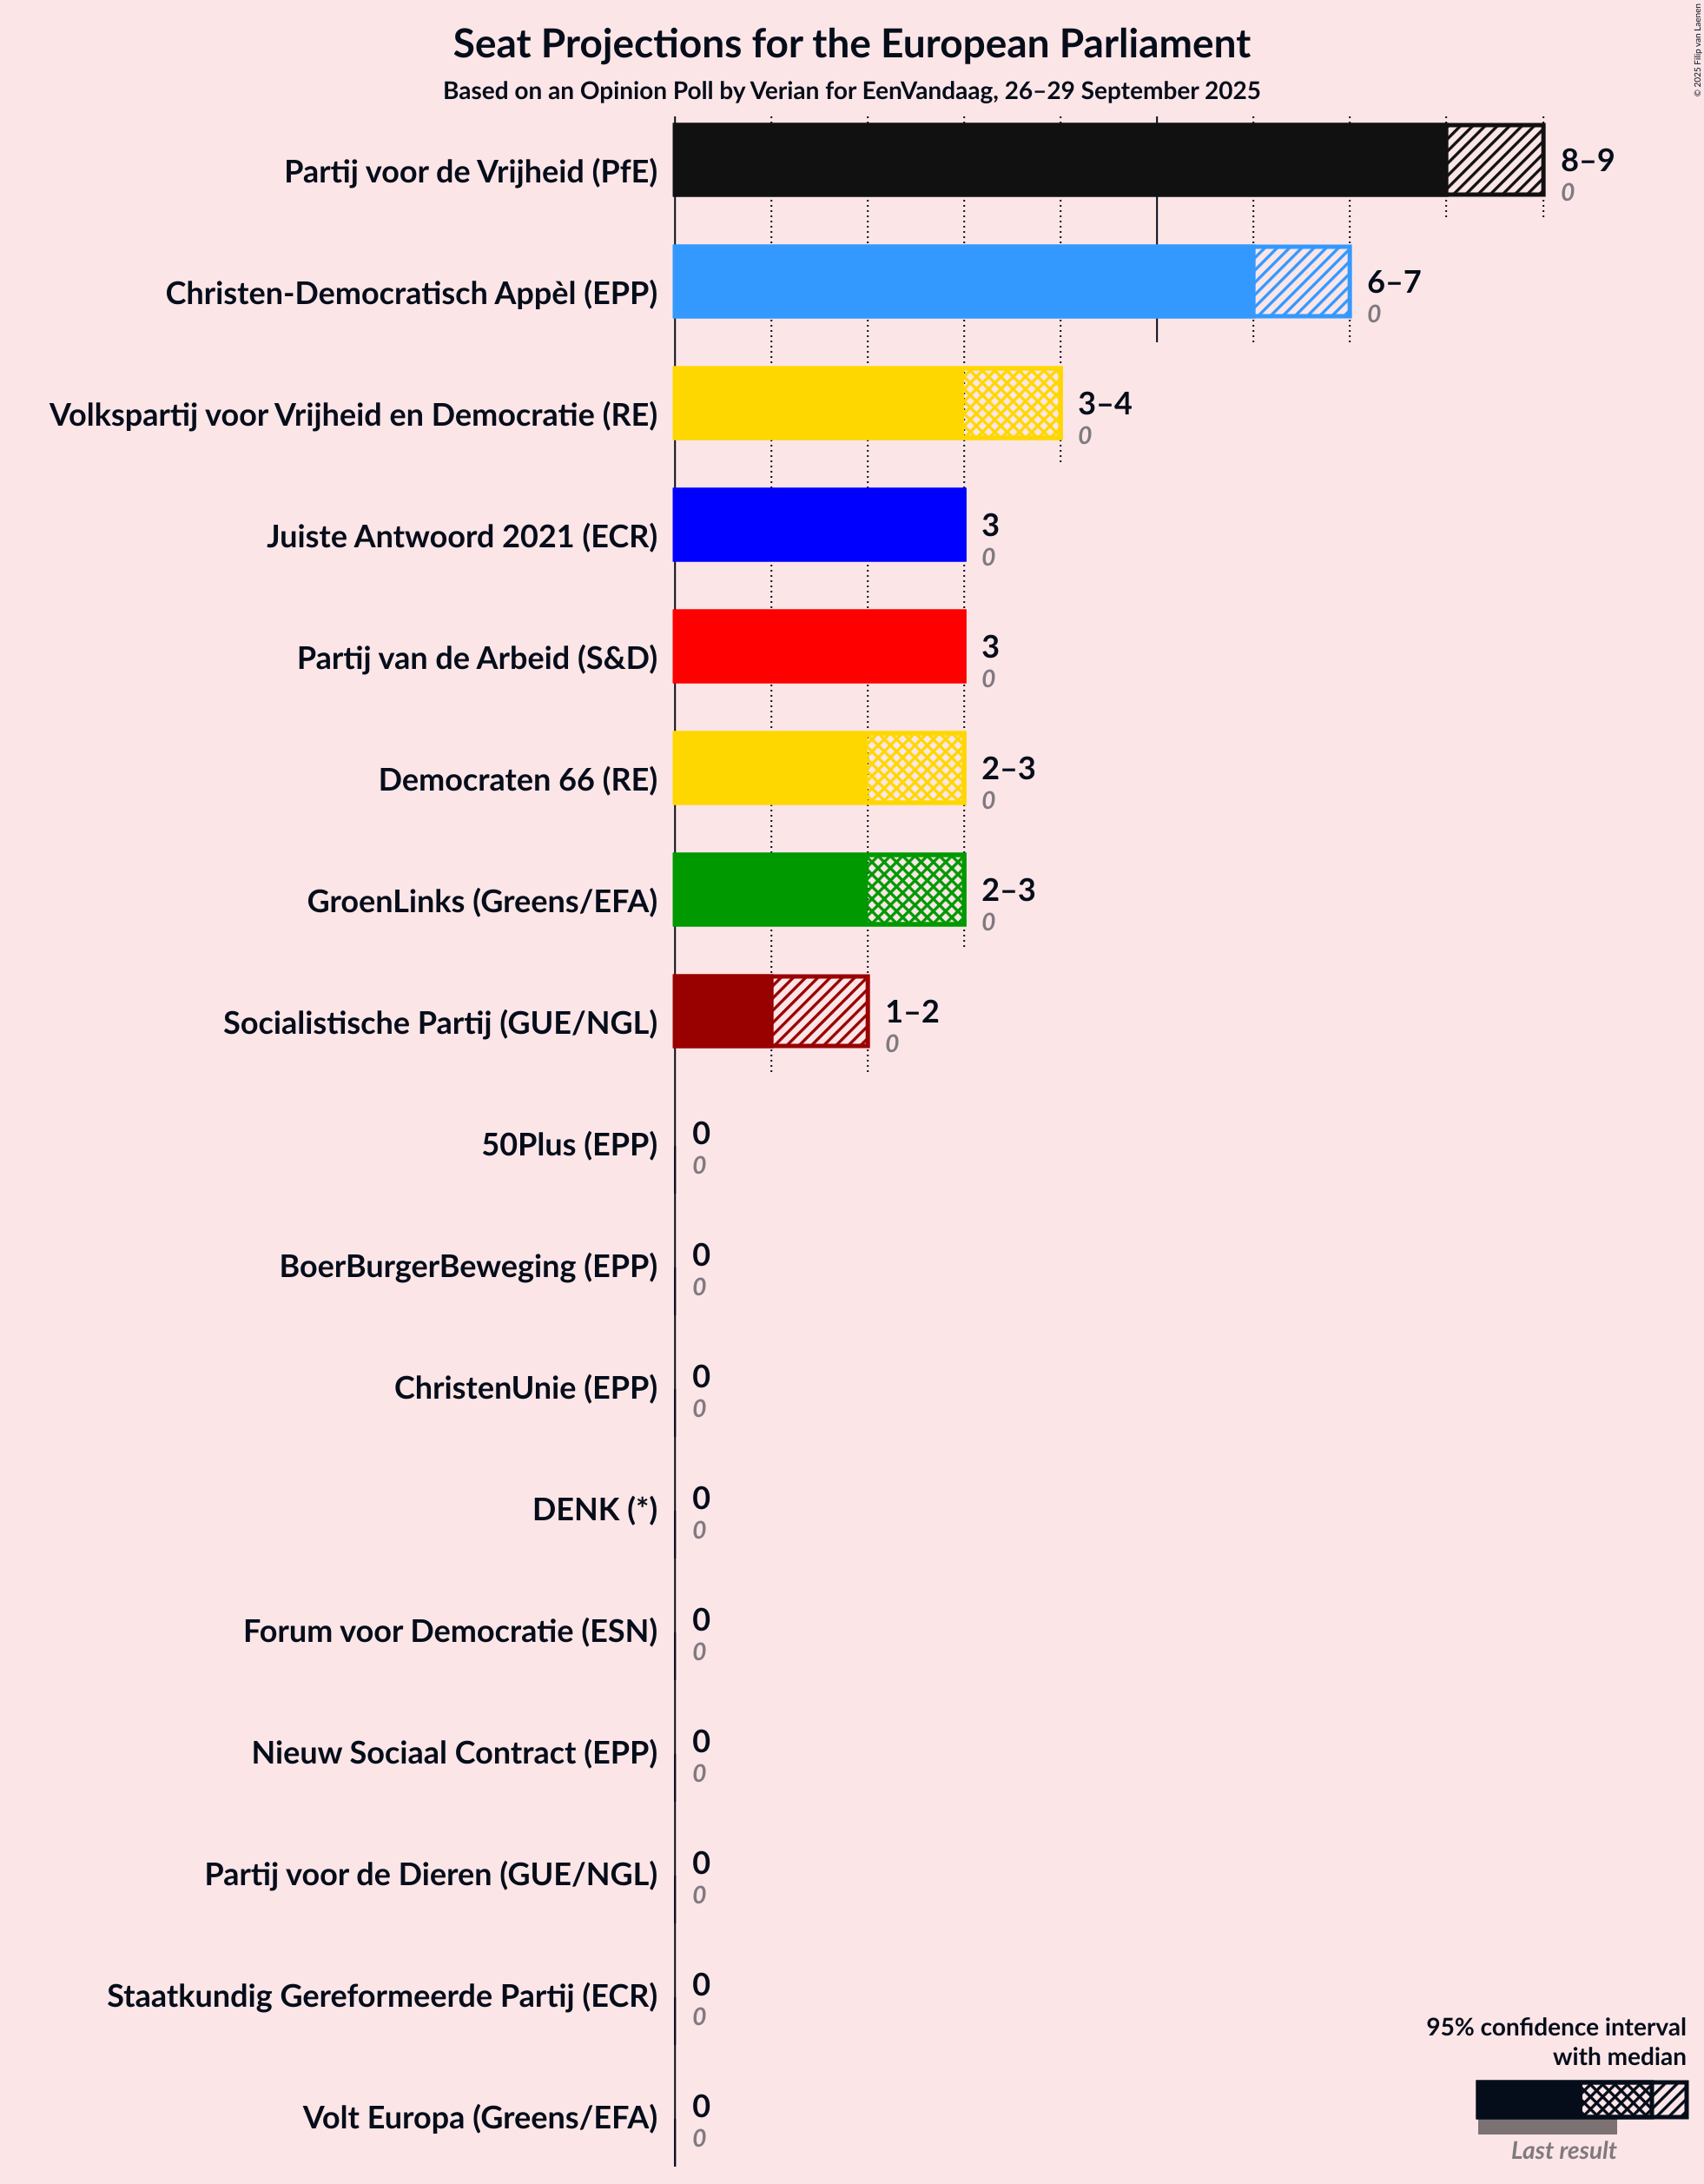 Seat Projections for the European Parliament
Based on an Opinion Poll by Verian for EenVandaag, 26–29 September 2025
© 2025 Filip van Laenen
Partij voor de Vrijheid (PfE)
8–9
0
Christen-Democratisch Appèl (EPP)
6–7
0
Volkspartij voor Vrijheid en Democratie (RE)
3–4
0
Juiste Antwoord 2021 (ECR)
3
0
Partij van de Arbeid (S&D)
3
0
Democraten 66 (RE)
2–3
0
GroenLinks (Greens/EFA)
2–3
0
Socialistische Partij (GUE/NGL)
1–2
0
50Plus (EPP)
0
0
BoerBurgerBeweging (EPP)
0
0
ChristenUnie (EPP)
0
0
DENK (*)
0
0
Forum voor Democratie (ESN)
0
0
Nieuw Sociaal Contract (EPP)
0
0
Partij voor de Dieren (GUE/NGL)
0
0
Staatkundig Gereformeerde Partij (ECR)
0
0
Volt Europa (Greens/EFA)
0
0
95% confidence interval
with median
Last result